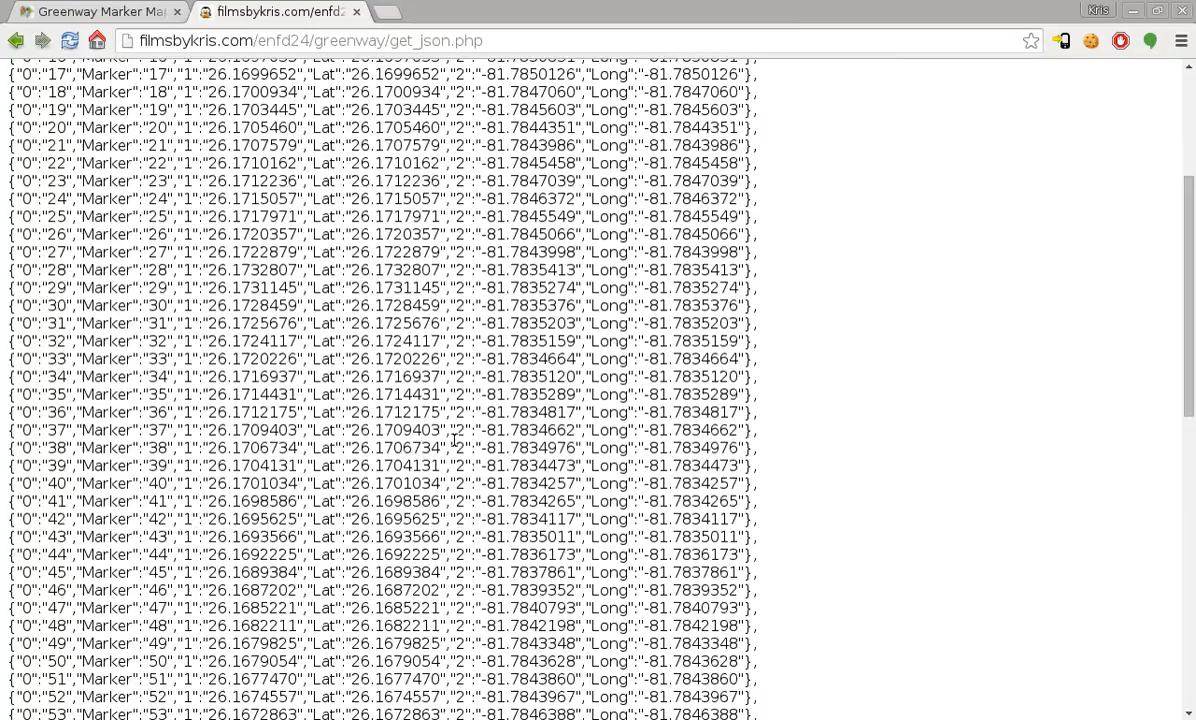 Greenway Marker Ma
filmsbykris.com/enfd2
Kris
filmsbykris.com/enfd24/greenway/get_json.php
{"0":"17","Marker":"17","1":"26.1699652","Lat":"26.1699652","2":"-81.7850126","Long":"-81.7850126"},
{"0":"18","Marker":"18","1":"26.1700934","Lat":"26.1700934","2":"-81.7847060","Long":"-81.7847060"},
{"0":"19","Marker":"19","1":"26.1703445","Lat":"26.1703445","2":"-81.7845603","Long":"-81.7845603"},
{"0":"20","Marker":"20","1":"26.1705460","Lat":"26.1705460","2":"-81.7844351","Long":"-81.7844351"},
{"0":"21","Marker":"21","1":"26.1707579","Lat":"26.1707579","2":"-81.7843986","Long":"-81.7843986"},
{"0":"22","Marker":"22","1":"26.1710162","Lat":"26.1710162","2":"-81.7845458","Long":"-81.7845458"},
{"0":"23","Marker":"23","1":"26.1712236","Lat":"26.1712236","2":"-81.7847039","Long":"-81.7847039"},
{"0":"24","Marker":"24","1":"26.1715057","Lat":"26.1715057","2":"-81.7846372","Long":"-81.7846372"},
{"0":"25","Marker":"25","1":"26.1717971","Lat":"26.1717971","2":"-81.7845549","Long":"-81.7845549"},
{"0":"26","Marker":"26","1":"26.1720357","Lat":"26.1720357","2":"-81.7845066","Long":"-81.7845066"},
{"0":"27","Marker":"27","1":"26.1722879","Lat":"26.1722879","2":"-81.7843998","Long":"-81.7843998"},
{"0":"28","Marker":"28","1":"26.1732807","Lat":"26.1732807","2":"-81.7835413","Long":"-81.7835413"},
{"0":"29","Marker":"29","1":"26.1731145","Lat":"26.1731145","2":"-81.7835274","Long":"-81.7835274"},
{"0":"30","Marker":"30","1":"26.1728459","Lat":"26.1728459","2":"-81.7835376","Long":"-81.7835376"},
{"0":"31","Marker":"31","1":"26.1725676","Lat":"26.1725676","2":"-81.7835203","Long":"-81.7835203"},
{"0":"32","Marker":"32","1":"26.1724117","Lat":"26.1724117","2":"-81.7835159","Long":"-81.7835159"},
{"0":"33","Marker":"33","1":"26.1720226","Lat":"26.1720226","2":"-81.7834664","Long":"-81.7834664"},
{"0":"34","Marker":"34","1":"26.1716937","Lat":"26.1716937","2":"-81.7835120","Long":"-81.7835120"},
{"0":"35","Marker":"35","1":"26.1714431","Lat":"26.1714431","2":"-81.7835289","Long":"-81.7835289"},
{"0":"36","Marker":"36","1":"26.1712175","Lat":"26.1712175","2":"-81.7834817","Long":"-81.7834817"},
{"0":"37","Marker":"37","1":"26.1709403","Lat":"26.1709403","2":"-81.7834662","Long":"-81.7834662"},
{"0":"38","Marker":"38","1":"26.1706734","Lat":"26.1706734","2":"-81.7834976","Long":"-81.7834976"},
{"0":"39","Marker":"39","1":"26.1704131","Lat":"26.1704131","2":"-81.7834473","Long":"-81.7834473"},
{"0":"40","Marker":"40","1":"26.1701034","Lat":"26.1701034","2":"-81.7834257","Long":"-81.7834257"},
{"0":"41","Marker":"41","1":"26.1698586","Lat":"26.1698586","2":"-81.7834265","Long":"-81.7834265"},
{"0":"42","Marker":"42","1":"26.1695625","Lat":"26.1695625","2":"-81.7834117","Long":"-81.7834117"},
{"0":"43","Marker":"43","1":"26.1693566","Lat":"26.1693566","2":"-81.7835011","Long":"-81.7835011"},
{"0":"44","Marker":"44","1":"26.1692225","Lat":"26.1692225","2":"-81.7836173","Long":"-81.7836173"},
{"0":"45","Marker":"45","1":"26.1689384","Lat":"26.1689384","2":"-81.7837861","Long":"-81.7837861"},
{"0":"46","Marker":"46","1":"26.1687202","Lat":"26.1687202","2":"-81.7839352","Long":"-81.7839352"},
{"0":"47","Marker":"47","1":"26.1685221","Lat":"26.1685221","2":"-81.7840793","Long":"-81.7840793"},
{"0":"48","Marker":"48","1":"26.1682211","Lat":"26.1682211","2":"-81.7842198","Long":"-81.7842198"},
{"0":"49","Marker":"49","1":"26.1679825","Lat":"26.1679825","2":"-81.7843348","Long":"-81.7843348"},
{"0":"50","Marker":"50","1":"26.1679054","Lat":"26.1679054","2":"-81.7843628","Long":"-81.7843628"},
{"0":"51","Marker":"51","1":"26.1677470","Lat":"26.1677470","2":"-81.7843860","Long":"-81.7843860"},
{"0":"52","Marker":"52","1":"26.1674557","Lat":"26.1674557","2":"-81.7843967","Long":"-81.7843967"},
{"0":"53","Marker":"53","1":"26.1672863","Lat":"26.1672863","2":"-81.7846388","Long":"-81.7846388"},